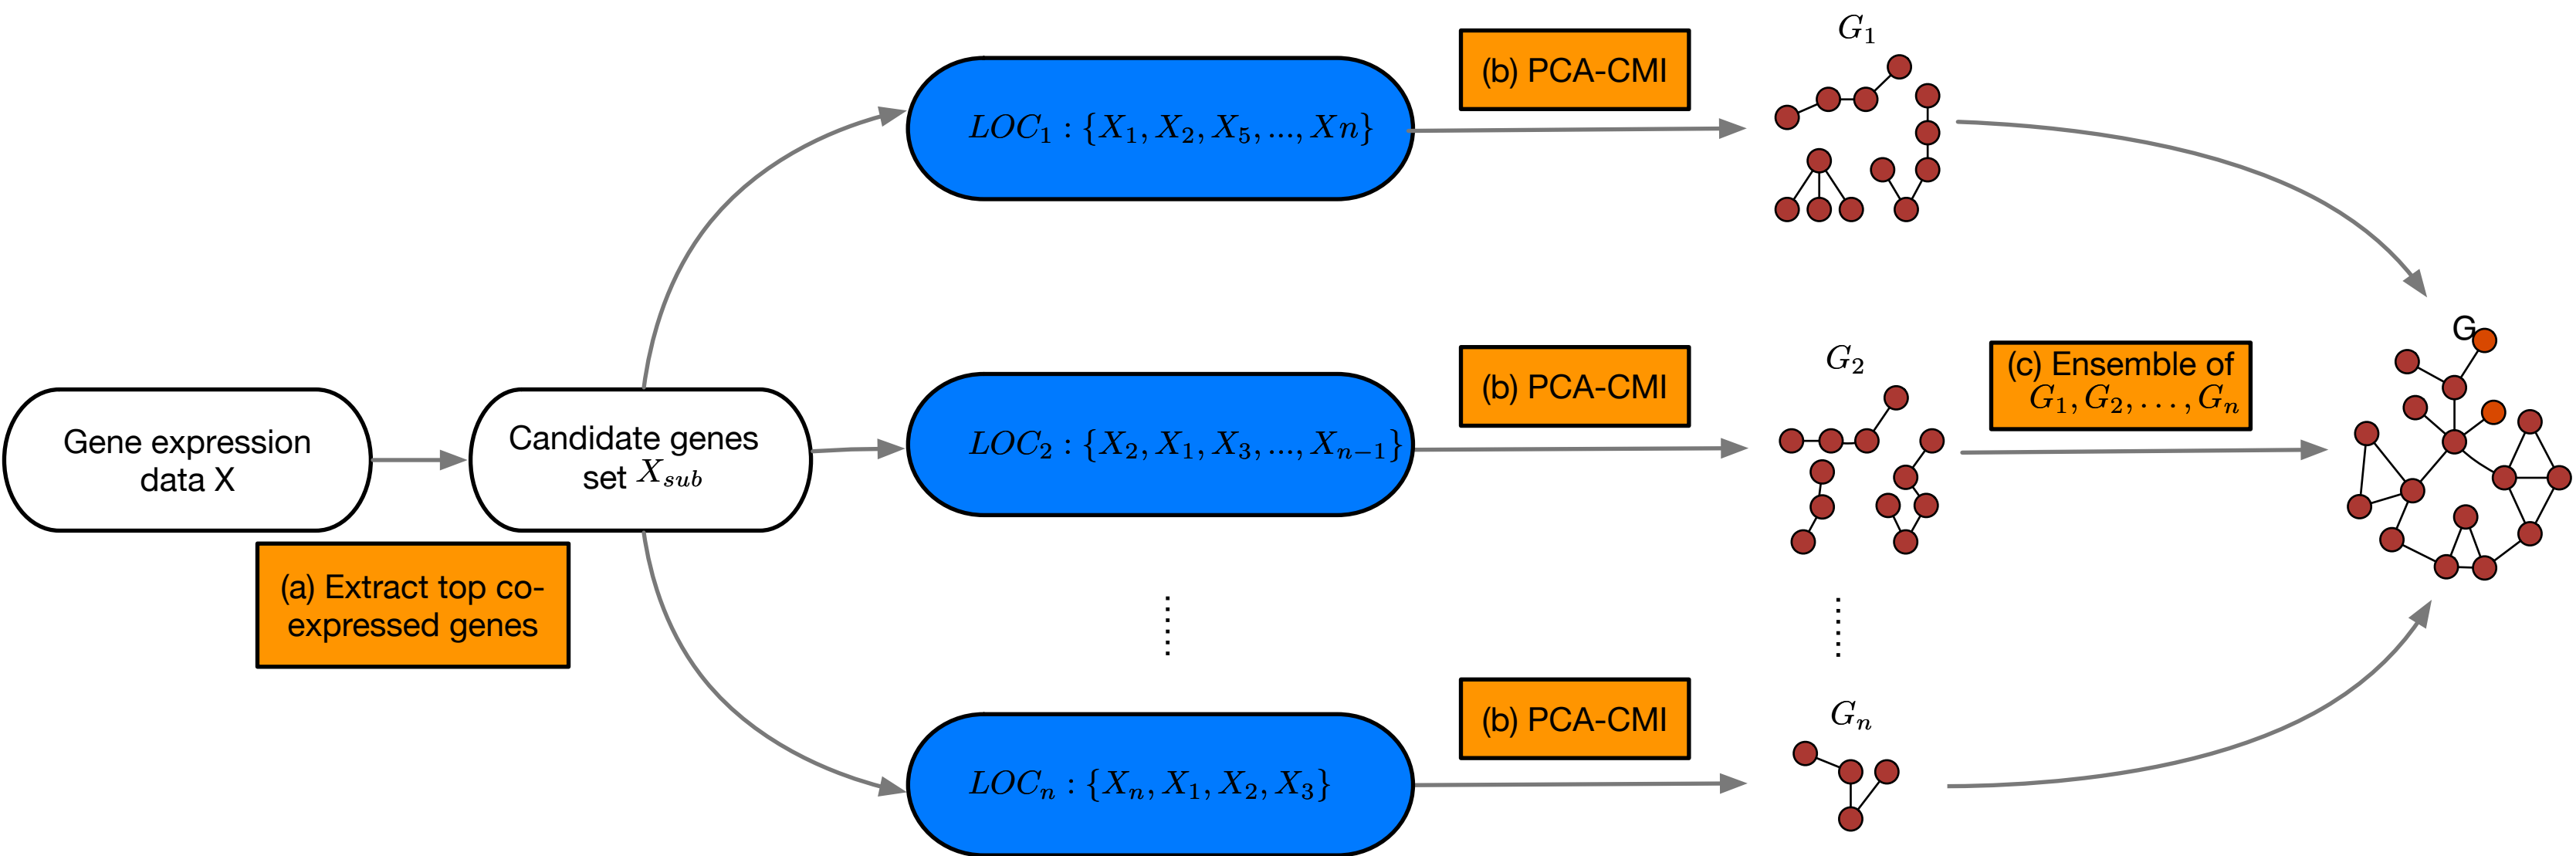 Gene expression
data X
(a) Extract top co-
expressed genes
Candidate genes
set X_{sub}
LOC_1 : {X_1, X_2, X_5, ..., Xn}
(b) PCA-CMI
G_1
LOC_2 : {X_2, X_1, X_3, ..., X_{n-1}}
(b) PCA-CMI
G_2
LOC_n : {X_n, X_1, X_2, X_3}
(b) PCA-CMI
G_n
(c) Ensemble of
G_1, G_2, . . . , G_n
G